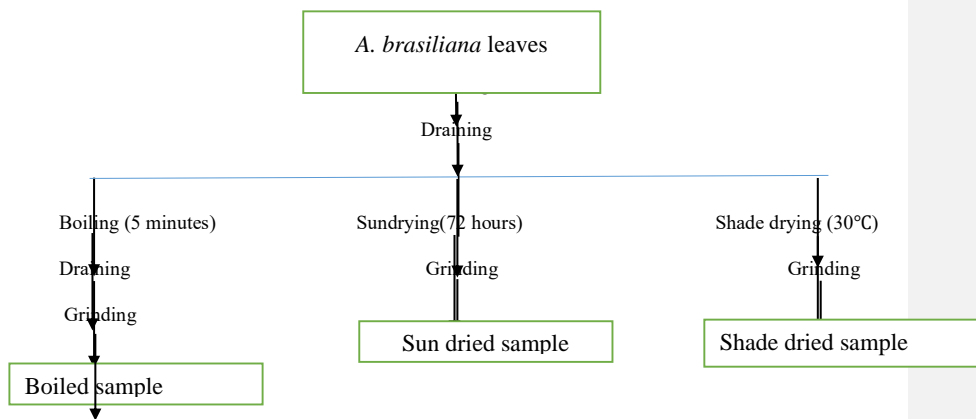 A. brasiliana leaves
Draining
Boiling (5 minutes)
Sundrying(72 hours)
Shade drying (30℃)
Draining
Grinding
Grinding
Grinding
Sun dried sample
Shade dried sample
Boiled sample